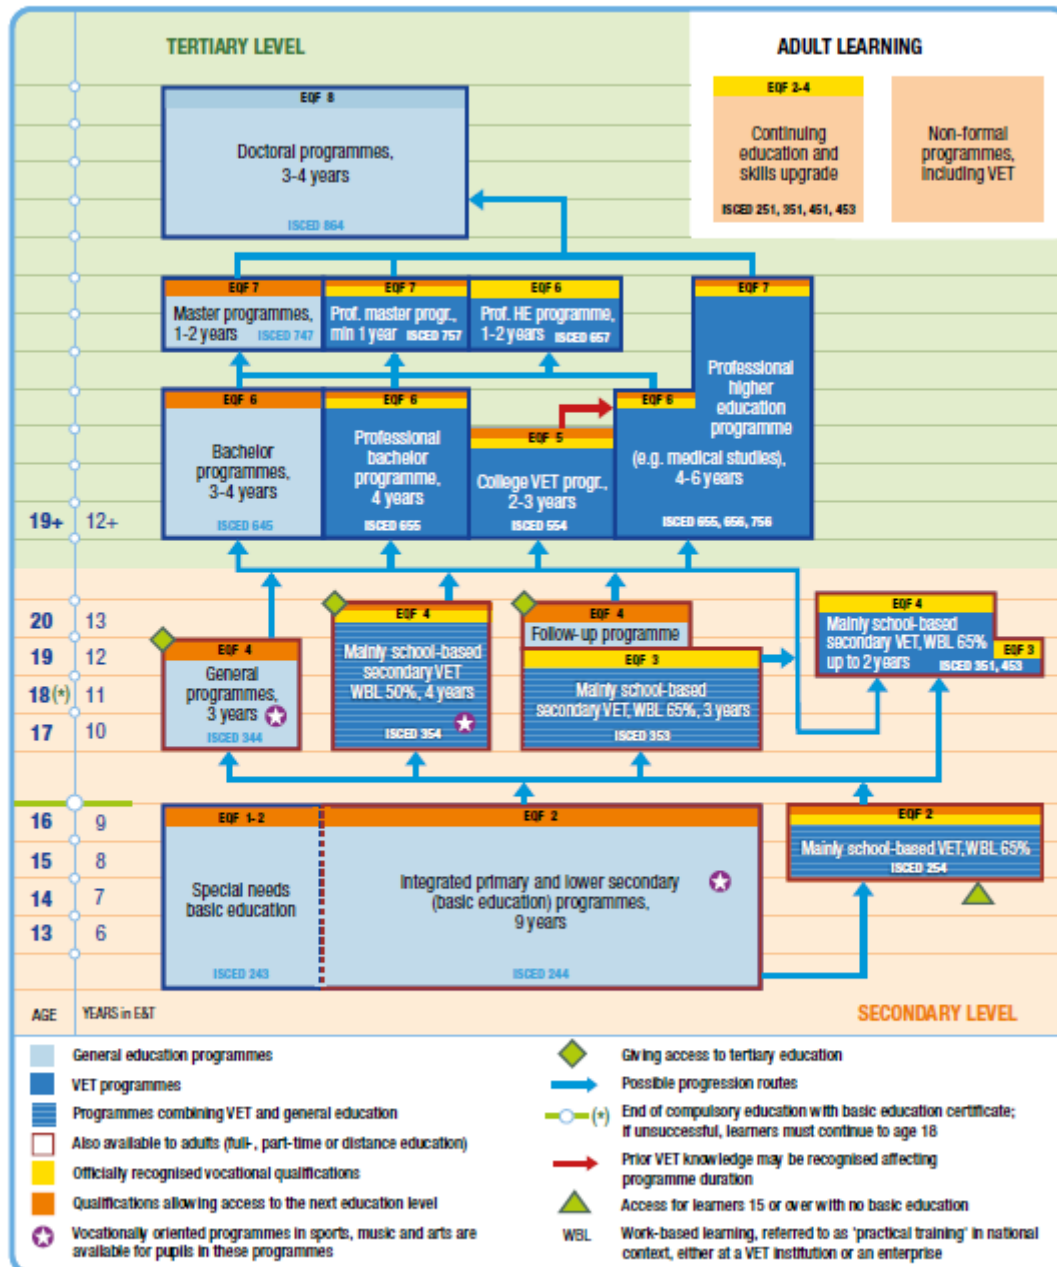 TERTIARY LEVEL
ADULT LEARNING
EQF 8
Doctoral programmes,
3-4 years
ISCED 864
EQF 2-4
Continuing
education and
skills upgrade
ISCED 251, 351, 451, 453
Non-formal
programmes,
including VET
EQF 7
Master programmes,
1-2 years ISCED 747
EQF 7
Prof. master progr.,
min 1 year ISCED 757
EQF 6
Prof. HE programme,
1-2 years ISCED 657
EQF 7
Professional
higher
education
programme
EQF 6
(e.g. medical studies),
4-6 years
ISCED 655, 656, 756
EQF 6
Bachelor
programmes,
3-4 years
ISCED 645
EQF 6
Professional
bachelor
programme,
4 years
ISCED 655
EQF 5
College VET progr.,
2-3 years
ISCED 554
19+ 12+
20 13
19 12
18(*) 11
17 10
EQF 4
General
programmes,
3 years
ISCED 344
EQF 4
Mainly school-based
secondary VET
WBL 50%, 4 years
ISCED 354
EQF 4
Follow-up programme
EQF 3
Mainly school-based
secondary VET, WBL 65%, 3 years
ISCED 353
EQF 4
Mainly school-based
secondary VET, WBL 65%
up to 2 years ISCED 351, 453
EQF 3
16 9
15 8
14 7
13 6
EQF 1-2
Special needs
basic education
ISCED 243
EQF 2
Integrated primary and lower secondary
(basic education) programmes,
9 years
ISCED 244
EQF 2
Mainly school-based VET, WBL 65%
ISCED 254
AGE YEARS in E&T
SECONDARY LEVEL
General education programmes
VET programmes
Programmes combining VET and general education
Also available to adults (full-, part-time or distance education)
Officially recognised vocational qualifications
Qualifications allowing access to the next education level
Vocationally oriented programmes in sports, music and arts are
available for pupils in these programmes
Giving access to tertiary education
Possible progression routes
(*) End of compulsory education with basic education certificate;
if unsuccessful, learners must continue to age 18
Prior VET knowledge may be recognised affecting
programme duration
Access for learners 15 or over with no basic education
WBL Work-based learning, referred to as 'practical training' in national
context, either at a VET institution or an enterprise